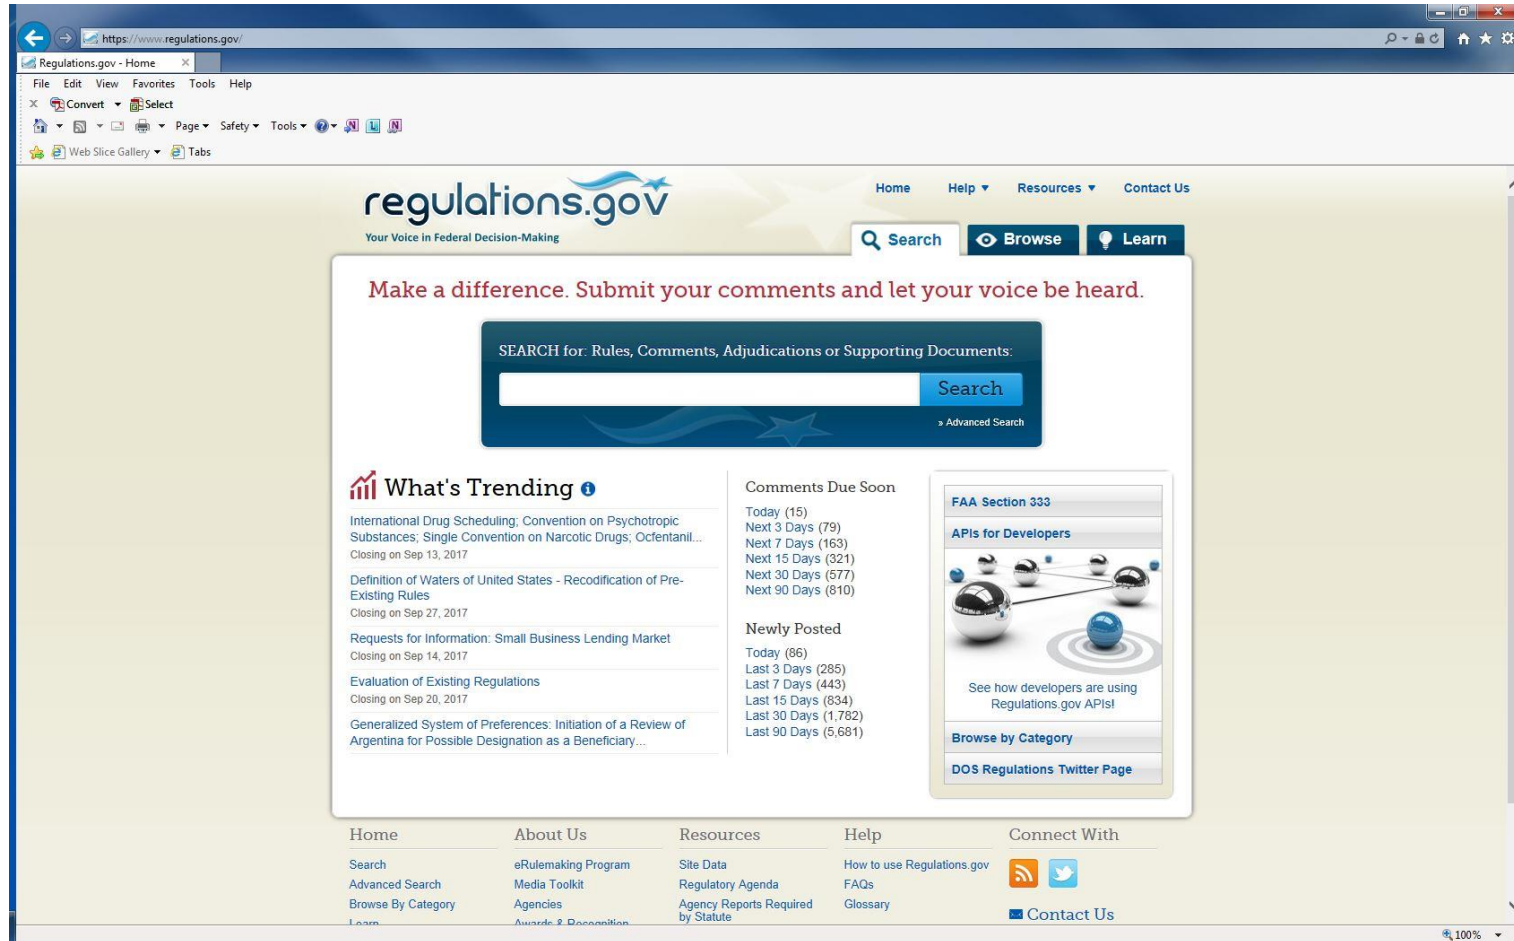 https://www.regulations.gov/
Regulations.gov - Home
File Edit View Favorites Tools Help
Convert Select
Page Safety Tools
Web Slice Gallery Tabs
regulations.gov
Your Voice in Federal Decision-Making
Home Help Resources Contact Us
Search Browse Learn
Make a difference. Submit your comments and let your voice be heard.
SEARCH for: Rules, Comments, Adjudications or Supporting Documents:
Search
» Advanced Search
What's Trending
International Drug Scheduling; Convention on Psychotropic
Substances; Single Convention on Narcotic Drugs; Ocfentanil...
Closing on Sep 13, 2017
Definition of Waters of United States - Recodification of Pre-
Existing Rules
Closing on Sep 27, 2017
Requests for Information: Small Business Lending Market
Closing on Sep 14, 2017
Evaluation of Existing Regulations
Closing on Sep 20, 2017
Generalized System of Preferences: Initiation of a Review of
Argentina for Possible Designation as a Beneficiary...
Comments Due Soon
Today (15)
Next 3 Days (79)
Next 7 Days (163)
Next 15 Days (321)
Next 30 Days (577)
Next 90 Days (810)
Newly Posted
Today (86)
Last 3 Days (285)
Last 7 Days (443)
Last 15 Days (834)
Last 30 Days (1,782)
Last 90 Days (5,681)
FAA Section 333
APIs for Developers
See how developers are using
Regulations.gov APIs!
Browse by Category
DOS Regulations Twitter Page
Home
Search
Advanced Search
Browse By Category
Learn
About Us
eRulemaking Program
Media Toolkit
Agencies
Awards & Recognition
Resources
Site Data
Regulatory Agenda
Agency Reports Required
by Statute
Help
How to use Regulations.gov
FAQs
Glossary
Connect With
Contact Us
100%